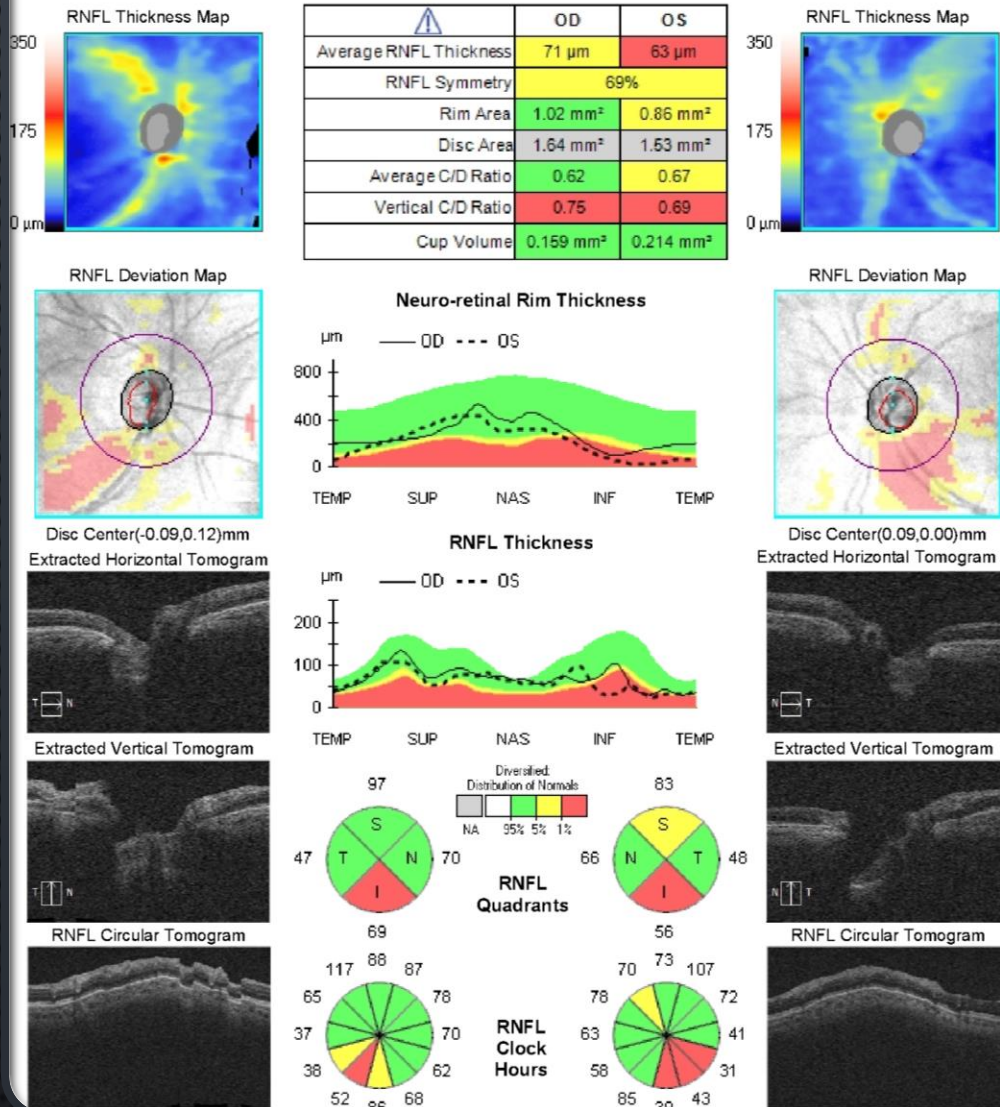 RNFL Thickness Map
350
175
0 µm
OD OS
Average RNFL Thickness 71 µm 63 µm
RNFL Symmetry 69%
Rim Area 1.02 mm² 0.86 mm²
Disc Area 1.64 mm² 1.53 mm²
Average C/D Ratio 0.62 0.67
Vertical C/D Ratio 0.75 0.69
Cup Volume 0.159 mm³ 0.214 mm³
RNFL Thickness Map
350
175
0 µm
RNFL Deviation Map
Disc Center(-0.09,0.12)mm
Neuro-retinal Rim Thickness
µm
OD OS
800
400
0
TEMP SUP NAS INF TEMP
RNFL Deviation Map
Disc Center(0.09,0.00)mm
Extracted Horizontal Tomogram
T N
RNFL Thickness
µm
OD OS
200
100
0
TEMP SUP NAS INF TEMP
Extracted Horizontal Tomogram
N T
Extracted Vertical Tomogram
T N
97
S
47 T N 70
I
69
Diversified:
Distribution of Normals
NA 95% 5% 1%
RNFL
Quadrants
83
S
66 N T 48
I
56
Extracted Vertical Tomogram
N T
RNFL Circular Tomogram
88
117 87
65 78
37 70
38 62
52 68
RNFL
Clock
Hours
73
70 107
78 72
63 41
58 31
85 43
RNFL Circular Tomogram